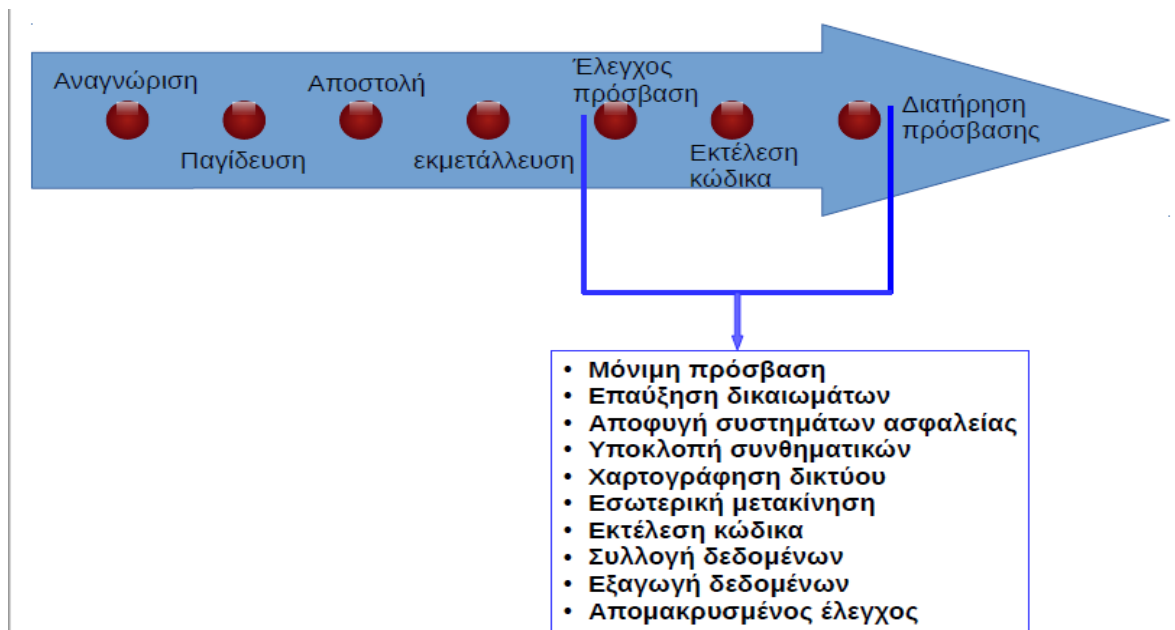 Αναγνώριση
Παγίδευση
Αποστολή
εκμετάλλευση
Έλεγχος
πρόσβαση
Εκτέλεση
κώδικα
Διατήρηση
πρόσβασης
• Μόνιμη πρόσβαση
• Επαύξηση δικαιωμάτων
• Αποφυγή συστημάτων ασφαλείας
• Υποκλοπή συνθηματικών
• Χαρτογράφηση δικτύου
• Εσωτερική μετακίνηση
• Εκτέλεση κώδικα
• Συλλογή δεδομένων
• Εξαγωγή δεδομένων
• Απομακρυσμένος έλεγχος